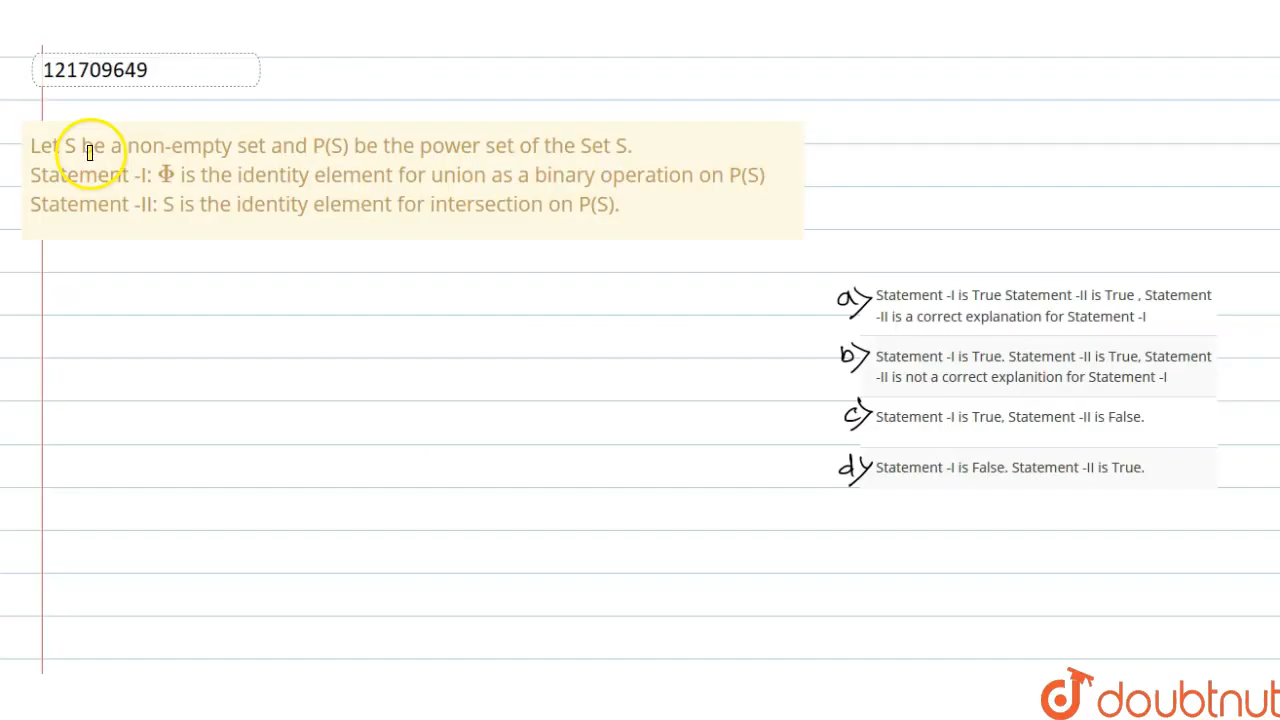 121709649
Let S be a non-empty set and P(S) be the power set of the Set S.
Statement -I: Φ is the identity element for union as a binary operation on P(S)
Statement -II: S is the identity element for intersection on P(S).
a) Statement -I is True Statement -II is True , Statement
-II is a correct explanation for Statement -I
b) Statement -I is True. Statement -II is True, Statement
-II is not a correct explanition for Statement -I
c) Statement -I is True, Statement -II is False.
d) Statement -I is False. Statement -II is True.
doubtnut